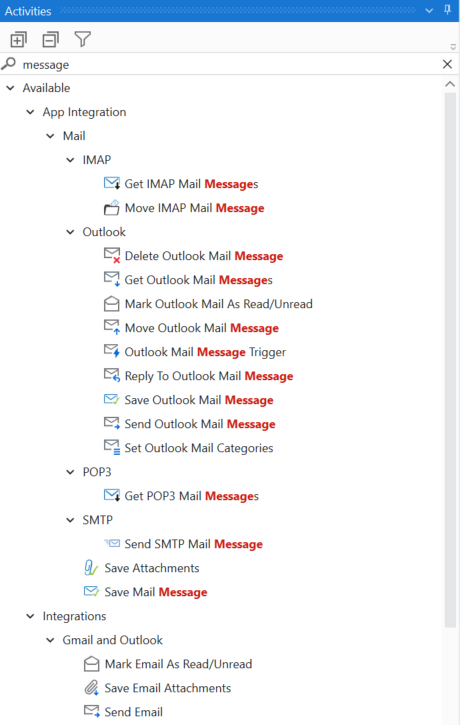 Activities
message
Available
App Integration
Mail
IMAP
Get IMAP Mail Messages
Move IMAP Mail Message
Outlook
Delete Outlook Mail Message
Get Outlook Mail Messages
Mark Outlook Mail As Read/Unread
Move Outlook Mail Message
Outlook Mail Message Trigger
Reply To Outlook Mail Message
Save Outlook Mail Message
Send Outlook Mail Message
Set Outlook Mail Categories
POP3
Get POP3 Mail Messages
SMTP
Send SMTP Mail Message
Save Attachments
Save Mail Message
Integrations
Gmail and Outlook
Mark Email As Read/Unread
Save Email Attachments
Send Email